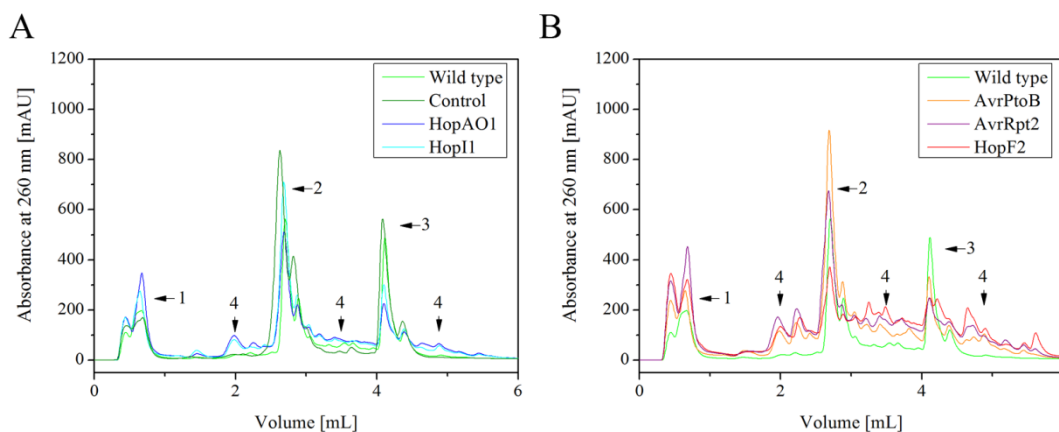 A
B
Absorbance at 260 nm [mAU]
1200
1000
800
600
400
200
0
0
2
4
6
Volume [mL]
Wild type
Control
HopAO1
HopI1
1
2
3
4
4
4
Absorbance at 260 nm [mAU]
1200
1000
800
600
400
200
0
0
2
4
Volume [mL]
Wild type
AvrPtoB
AvrRpt2
HopF2
1
2
3
4
4
4